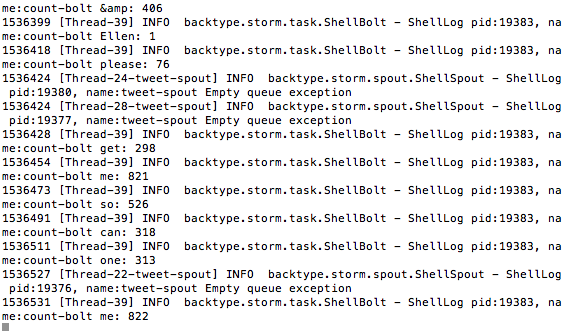 me:count-bolt &amp;amp: 406
1536399 [Thread-39] INFO  backtype.storm.task.ShellBolt - ShellLog pid:19383, na
me:count-bolt Ellen: 1
1536418 [Thread-39] INFO  backtype.storm.task.ShellBolt - ShellLog pid:19383, na
me:count-bolt please: 76
1536424 [Thread-24-tweet-spout] INFO  backtype.storm.spout.ShellSpout - ShellLog
 pid:19380, name:tweet-spout Empty queue exception
1536424 [Thread-28-tweet-spout] INFO  backtype.storm.spout.ShellSpout - ShellLog
 pid:19377, name:tweet-spout Empty queue exception
1536428 [Thread-39] INFO  backtype.storm.task.ShellBolt - ShellLog pid:19383, na
me:count-bolt get: 298
1536454 [Thread-39] INFO  backtype.storm.task.ShellBolt - ShellLog pid:19383, na
me:count-bolt me: 821
1536473 [Thread-39] INFO  backtype.storm.task.ShellBolt - ShellLog pid:19383, na
me:count-bolt so: 526
1536491 [Thread-39] INFO  backtype.storm.task.ShellBolt - ShellLog pid:19383, na
me:count-bolt can: 318
1536511 [Thread-39] INFO  backtype.storm.task.ShellBolt - ShellLog pid:19383, na
me:count-bolt one: 313
1536527 [Thread-22-tweet-spout] INFO  backtype.storm.spout.ShellSpout - ShellLog
 pid:19376, name:tweet-spout Empty queue exception
1536531 [Thread-39] INFO  backtype.storm.task.ShellBolt - ShellLog pid:19383, na
me:count-bolt me: 822